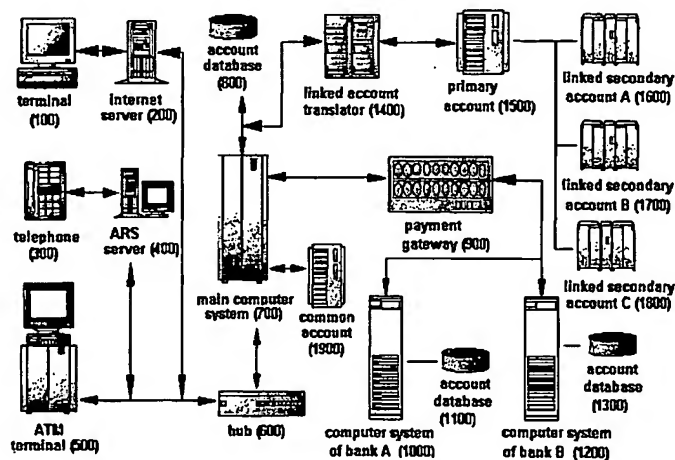 terminal
(100)
internet
server (200)
account
database
(800)
linked account
translator (1400)
primary
account (1500)
linked secondary
account A (1600)
telephone
(300)
ARS
server (400)
main computer
system (700)
common
account
(1900)
payment
gateway (900)
linked secondary
account B (1700)
linked secondary
account C (1800)
ATM
terminal (500)
hub (600)
computer system
of bank A (1000)
account
database
(1100)
computer system
of bank B (1200)
account
database
(1300)